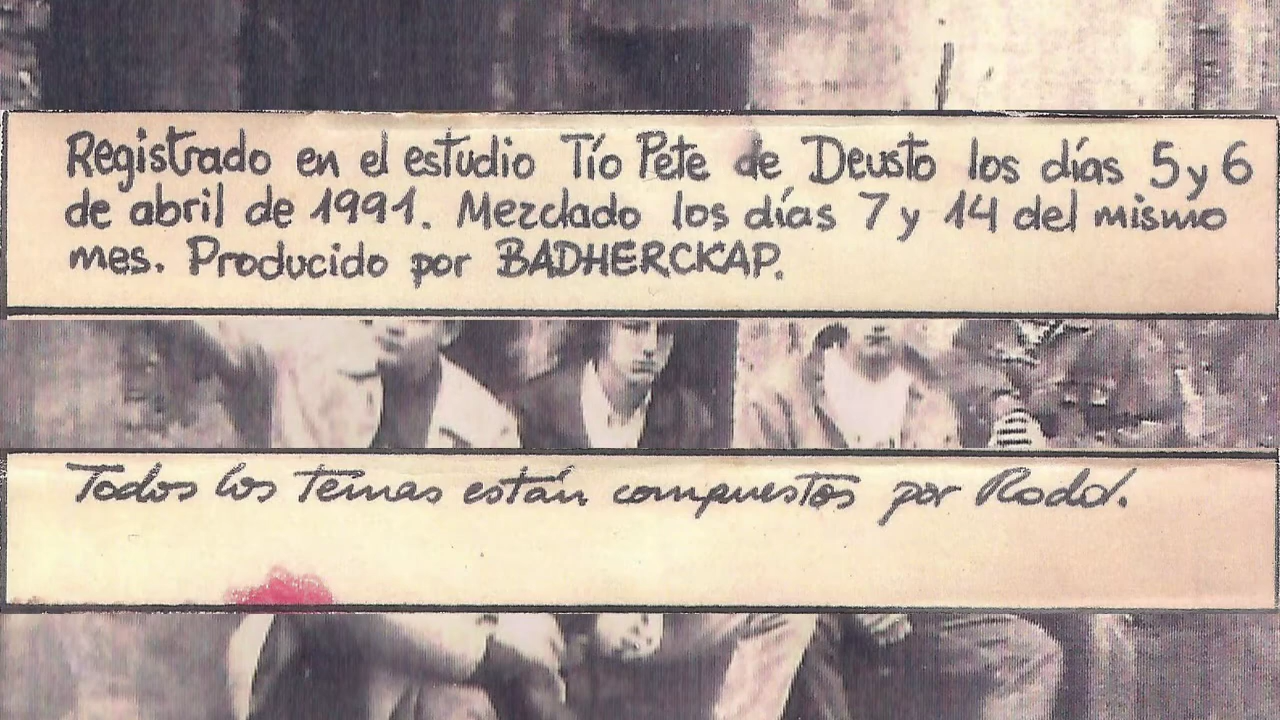 Registrado en el estudio Tío Pete de Deusto los días 5 y 6
de abril de 1991. Mezclado los días 7 y 14 del mismo
mes. Producido por BADHERCKAP.
Todos los temas están compuestos por Rodd.